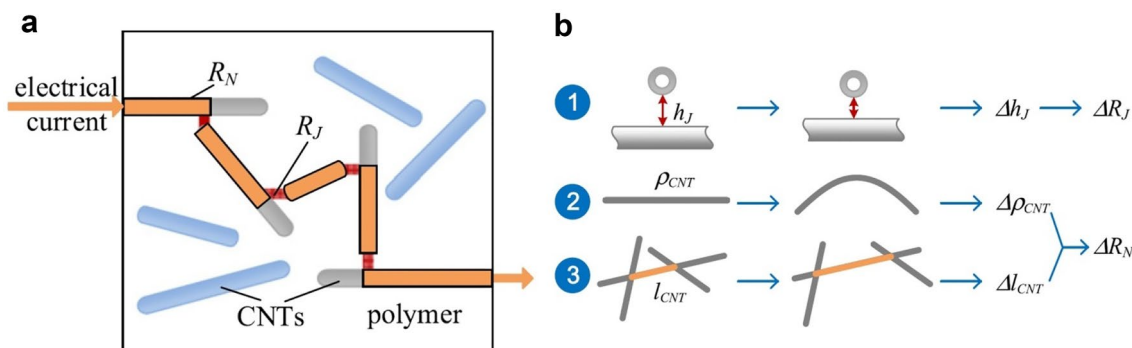 a
electrical
current
R_N
R_J
CNTs
polymer
b
1
h_J
Δh_J
ΔR_J
2
ρ_CNT
Δρ_CNT
3
l_CNT
Δl_CNT
ΔR_N